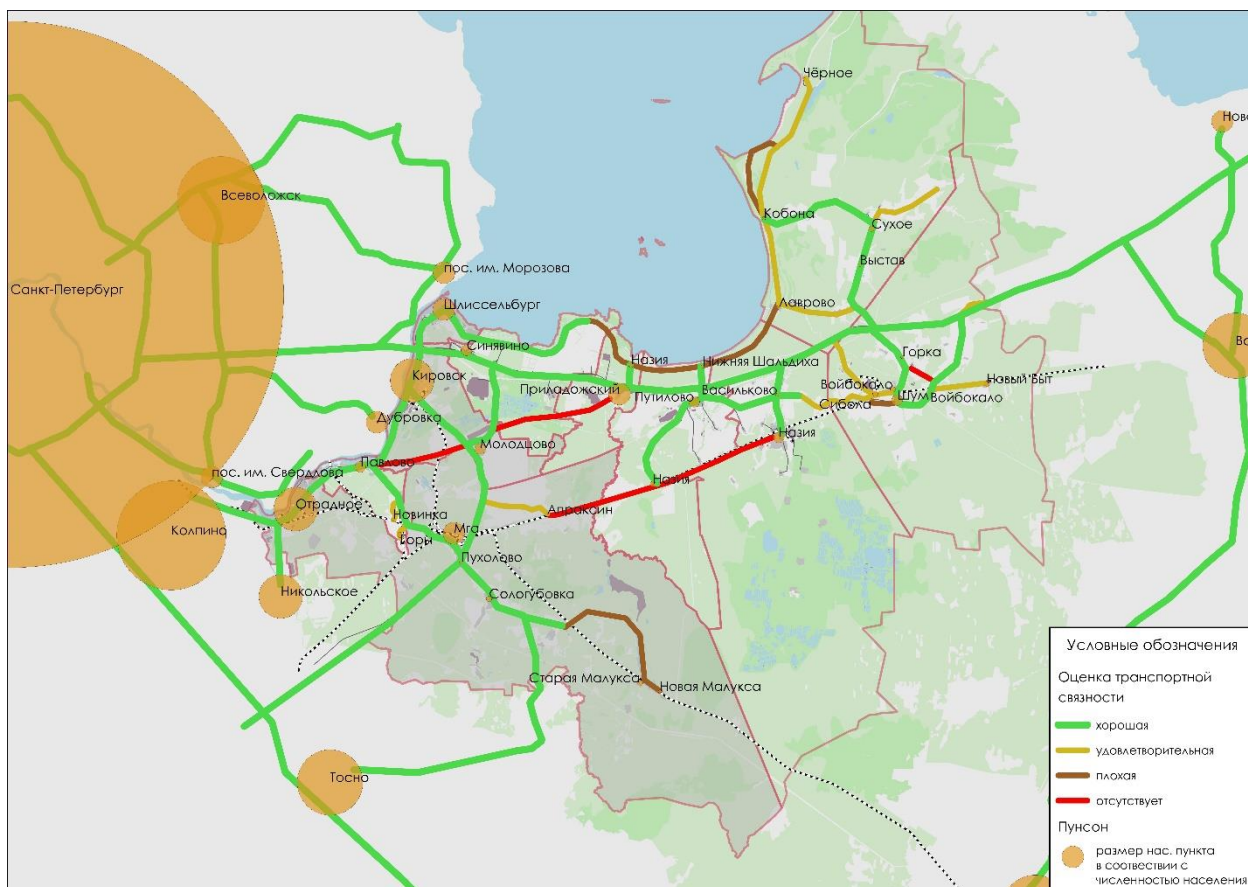 Чёрное
Ново
Всеволожск
Кобона
Сухое
Выстав
пос. им. Морозова
Санкт-Петербург
Шлиссельбург
Лаврово
Синявино
Назия
Нижняя Шальдиха
Горка
Во
Кировск
Приладожский
Путилово
Васильково
Войбокало
Новый Быт
Сибола
Шум
Войбокало
Дубровка
Молодцово
Назия
Павлово
пос. им. Свердлова
Назия
Отрадное
Новинка
Апраксин
Колпино
Горы
Мга
Пухолово
Никольское
Сологубовка
Старая Малукса
Новая Малукса
Тосно
Условные обозначения
Оценка транспортной
связности
хорошая
удовлетворительная
плохая
отсутствует
Пунсон
размер нас. пункта
в соотвествии с
численностью населения